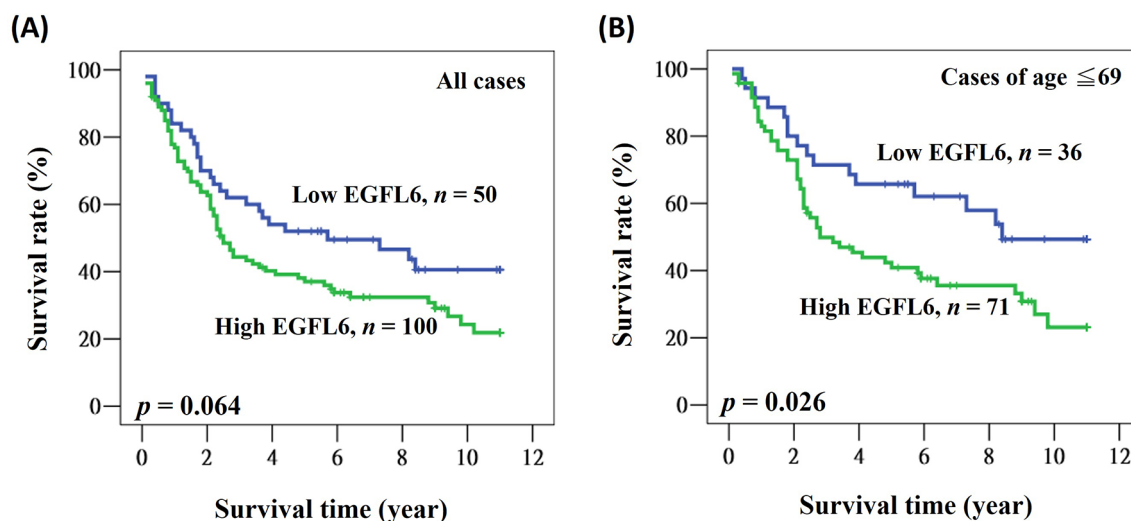 (A)
All cases
100
80
60
40
20
0
Survival rate (%)
Low EGFL6, n = 50
High EGFL6, n = 100
p = 0.064
0 2 4 6 8 10 12
Survival time (year)
(B)
Cases of age ≦69
100
80
60
40
20
0
Survival rate (%)
Low EGFL6, n = 36
High EGFL6, n = 71
p = 0.026
0 2 4 6 8 10 12
Survival time (year)